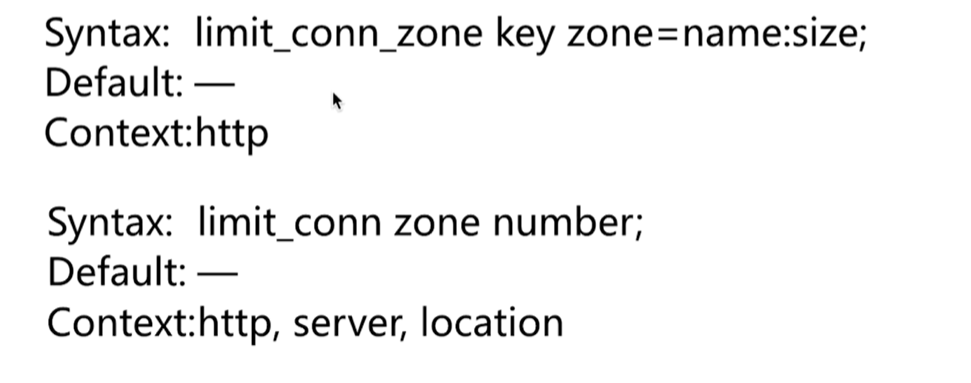 Syntax:  limit_conn_zone key zone=name:size;
Default: —
Context:http
Syntax:  limit_conn zone number;
Default: —
Context:http, server, location